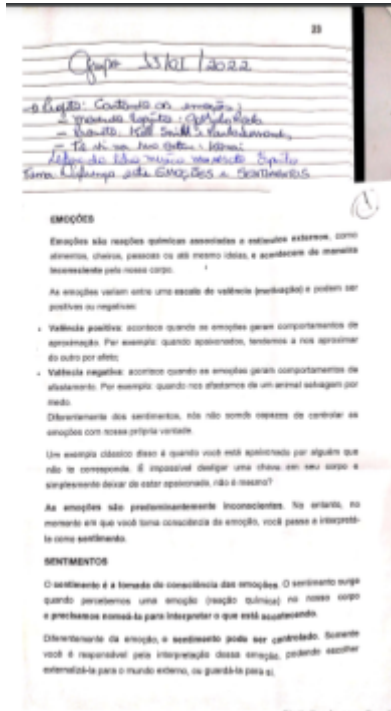 23
Grupo 13/01/2022
Projeto: Cantando as emoções;
Tema Diferença entre EMOÇÕES e SENTIMENTOS
EMOÇÕES
Emoções são reações químicas associadas a estímulos externos, como
alimentos, cheiros, pessoas ou até mesmo ideias, e acontecem de maneira
inconsciente pelo nosso corpo.
As emoções variam entre uma escala de valência (motivação) e podem ser
positivas ou negativas:
• Valência positiva: acontece quando as emoções geram comportamentos de
aproximação. Por exemplo: quando apaixonados, tendemos a nos aproximar
do outro por afeto;
• Valência negativa: acontece quando as emoções geram comportamentos de
afastamento. Por exemplo: quando nos afastamos de um animal selvagem por
medo.
Diferentemente dos sentimentos, nós não somos capazes de controlar as
emoções com nossa própria vontade.
Um exemplo clássico disso é quando você está apaixonado por alguém que
não te corresponde. É impossível desligar uma chave em seu corpo e
simplesmente deixar de estar apaixonado, não é mesmo?
As emoções são predominantemente inconscientes. No entanto, no
momento em que você toma consciência da emoção, você passa a interpretá-
la como sentimento.
SENTIMENTOS
O sentimento é a tomada de consciência das emoções. O sentimento surge
quando percebemos uma emoção (reação química) no nosso corpo
e precisamos nomeá-la para interpretar o que está acontecendo.
Diferentemente da emoção, o sentimento pode ser controlado. Somente
você é responsável pela interpretação dessa emoção, podendo escolher
externalizá-la para o mundo externo, ou guardá-la para si.